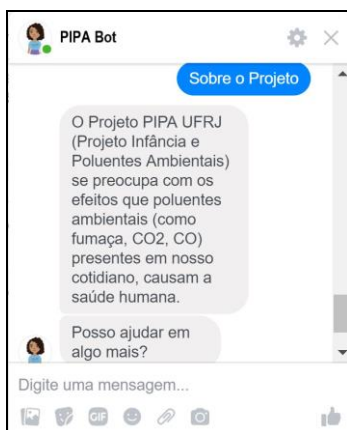 PIPA Bot
Sobre o Projeto
O Projeto PIPA UFRJ
(Projeto Infância e
Poluentes Ambientais)
se preocupa com os
efeitos que poluentes
ambientais (como
fumaça, CO2, CO)
presentes em nosso
cotidiano, causam a
saúde humana.
Posso ajudar em
algo mais?
Digite uma mensagem...
GIF